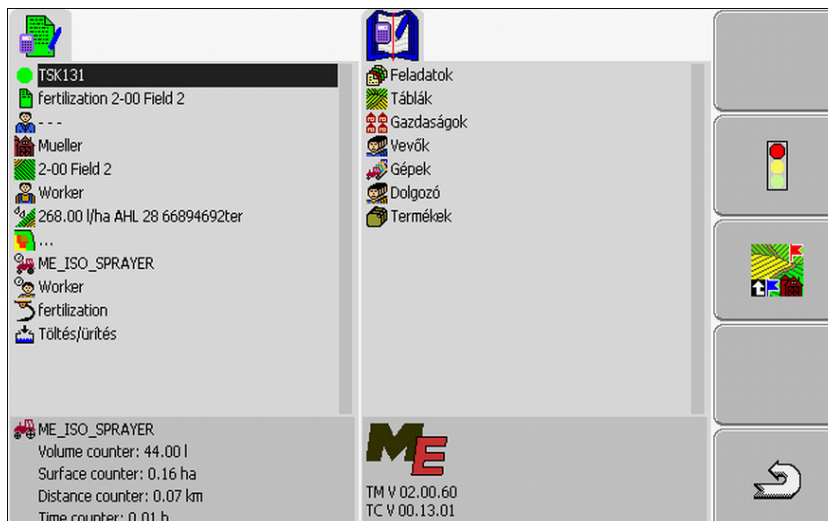 TSK131
fertilization 2-00 Field 2
- - -
Mueller
2-00 Field 2
Worker
268.00 l/ha AHL 28 66894692ter
...
ME_ISO_SPRAYER
Worker
fertilization
Töltés/ürítés
ME_ISO_SPRAYER
Volume counter: 44.00 l
Surface counter: 0.16 ha
Distance counter: 0.07 km
Time counter: 0.01 h
Feladatok
Táblák
Gazdaságok
Vevők
Gépek
Dolgozó
Termékek
ME
TM V 02.00.60
TC V 00.13.01